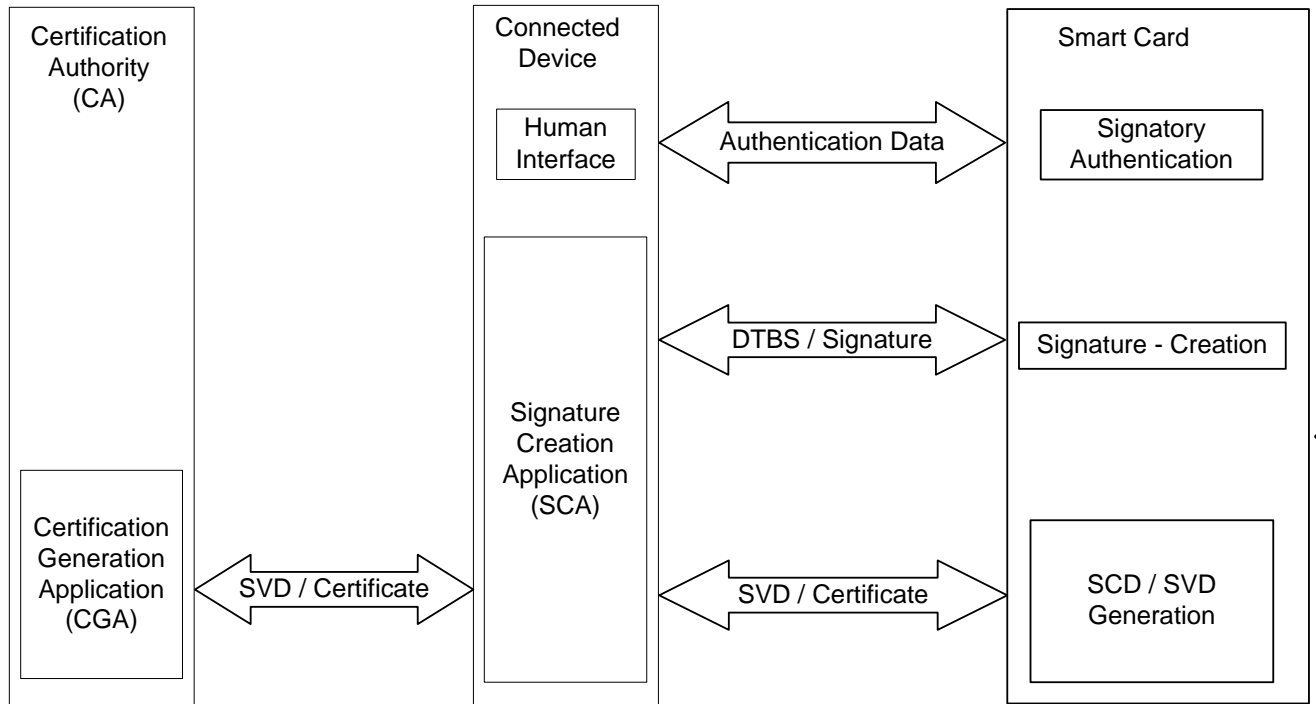 Certification
Authority
(CA)
Connected
Device
Smart Card
Human
Interface
Authentication Data
Signatory
Authentication
DTBS / Signature
Signature - Creation
Signature
Creation
Application
(SCA)
Certification
Generation
Application
(CGA)
SVD / Certificate
SVD / Certificate
SCD / SVD
Generation